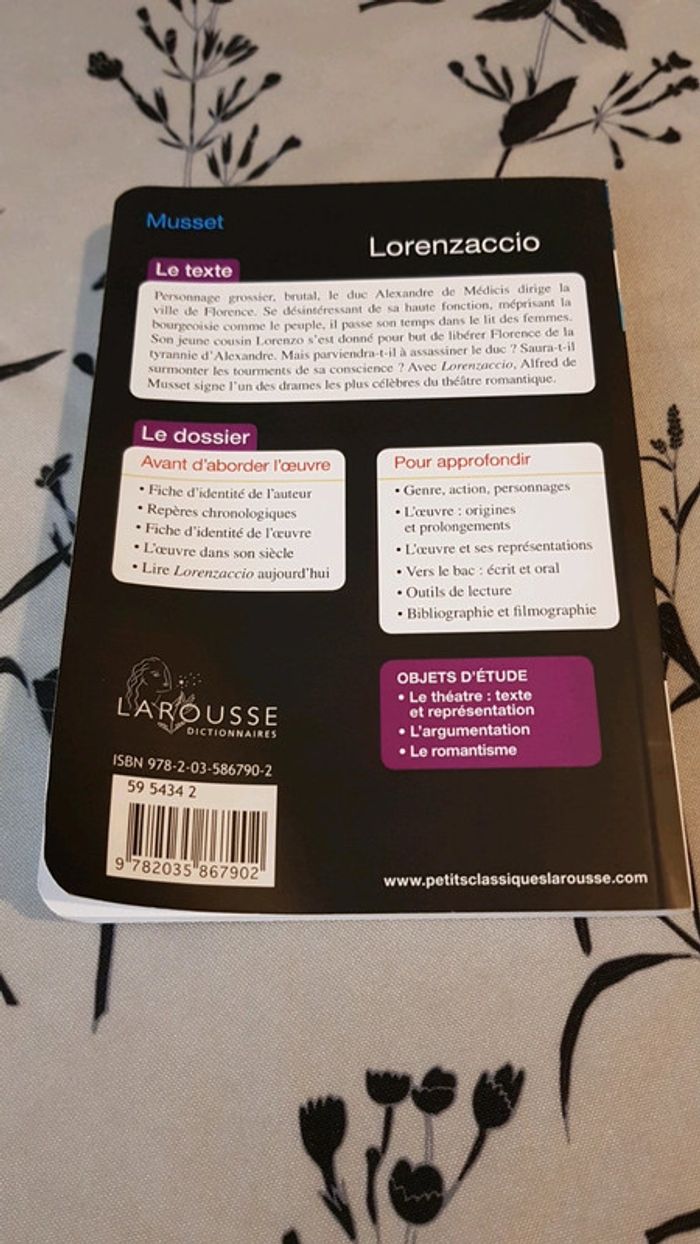 Musset
Lorenzaccio
Le texte
Personnage grossier, brutal, le duc Alexandre de Médicis dirige la
ville de Florence. Se désintéressant de sa haute fonction, méprisant la
bourgeoisie comme le peuple, il passe son temps dans le lit des femmes.
Son jeune cousin Lorenzo s'est donné pour but de libérer Florence de la
tyrannie d'Alexandre. Mais parviendra-t-il à assassiner le duc ? Saura-t-il
surmonter les tourments de sa conscience ? Avec Lorenzaccio, Alfred de
Musset signe l'un des drames les plus célèbres du théâtre romantique.
Le dossier
Avant d'aborder l'œuvre
• Fiche d'identité de l'auteur
• Repères chronologiques
• Fiche d'identité de l'œuvre
• L'œuvre dans son siècle
• Lire Lorenzaccio aujourd'hui
Pour approfondir
• Genre, action, personnages
• L'œuvre : origines
et prolongements
• L'œuvre et ses représentations
• Vers le bac : écrit et oral
• Outils de lecture
• Bibliographie et filmographie
OBJETS D'ÉTUDE
• Le théatre : texte
et représentation
• L'argumentation
• Le romantisme
LAROUSSE
DICTIONNAIRES
ISBN 978-2-03-586790-2
59 5434 2
9 782035 867902
www.petitsclassiqueslarousse.com